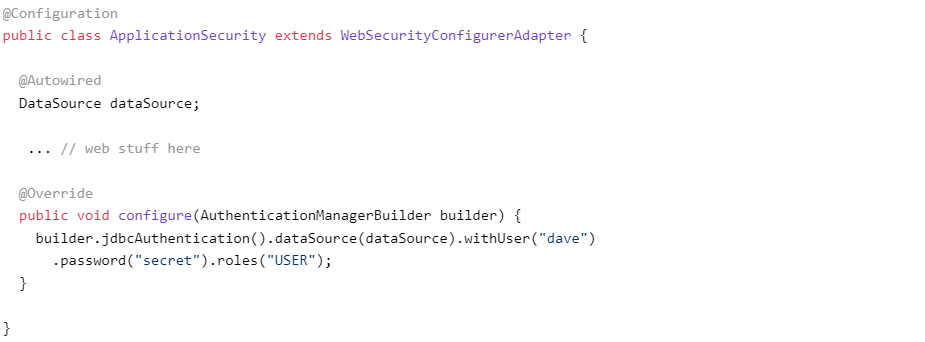 @Configuration
public class ApplicationSecurity extends WebSecurityConfigurerAdapter {
@Autowired
DataSource dataSource;
... // web stuff here
@Override
public void configure(AuthenticationManagerBuilder builder) {
builder.jdbcAuthentication().dataSource(dataSource).withUser("dave")
.password("secret").roles("USER");
}
}